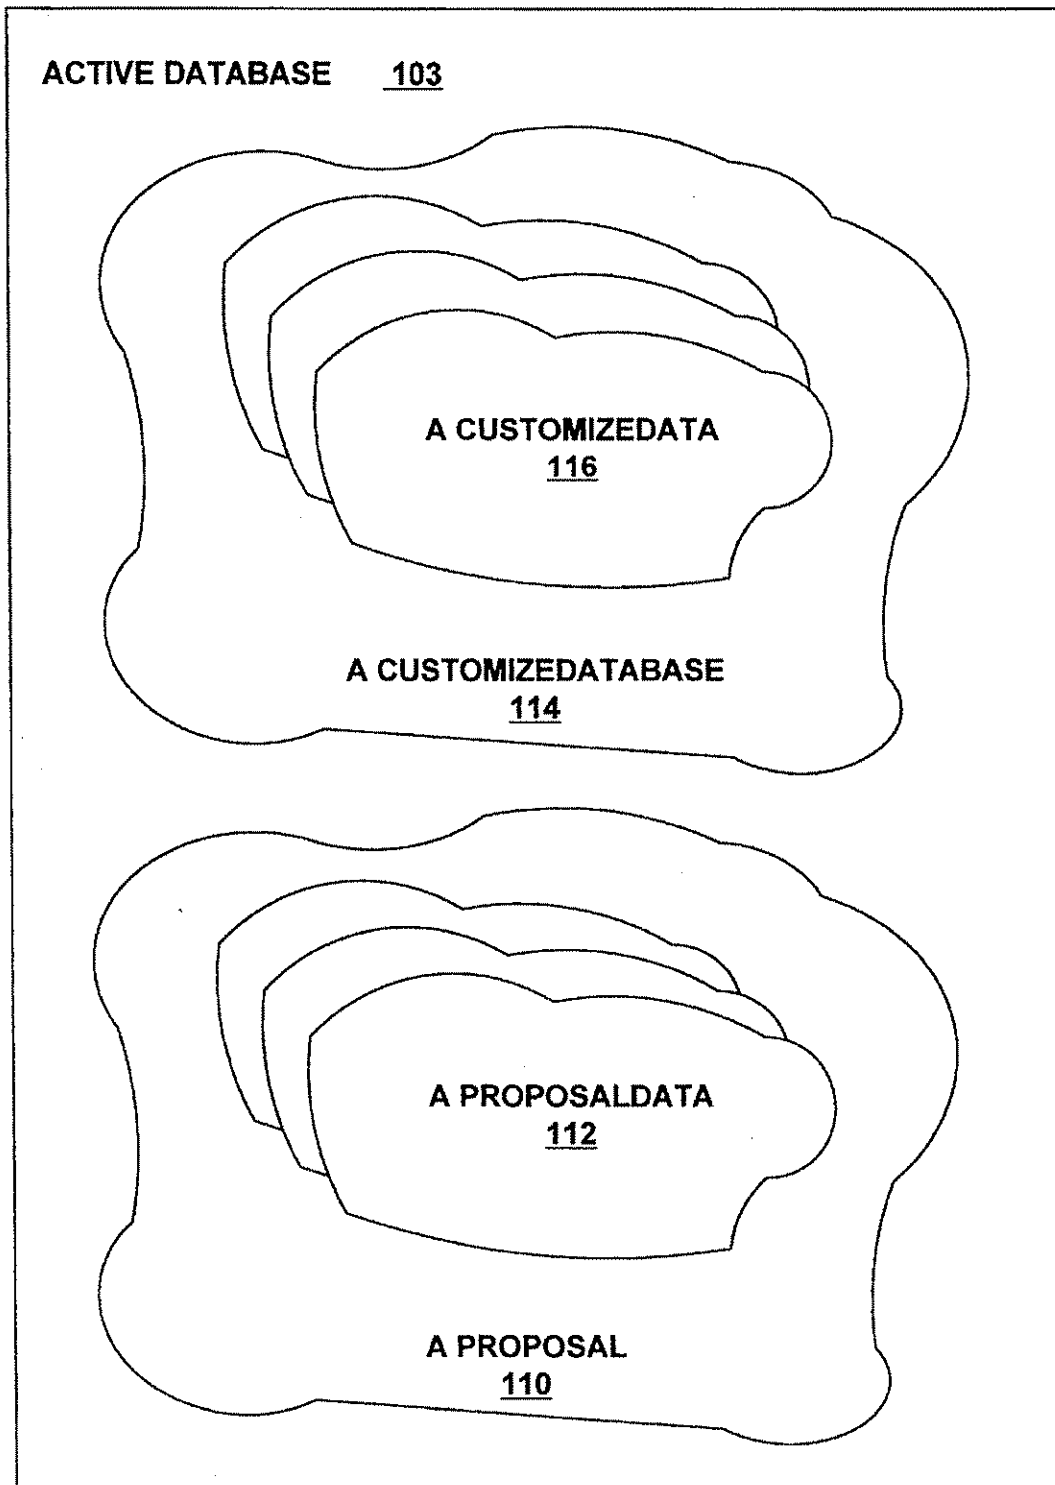 ACTIVE DATABASE 103
A CUSTOMIZEDATA
116
A CUSTOMIZEDATABASE
114
A PROPOSALDATA
112
A PROPOSAL
110